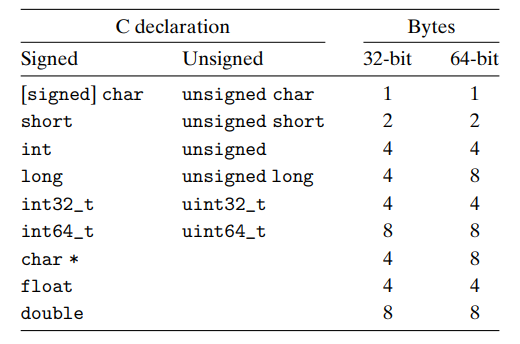 C declaration Bytes
Signed Unsigned 32-bit 64-bit
[signed] char unsigned char 1 1
short unsigned short 2 2
int unsigned 4 4
long unsigned long 4 8
int32_t uint32_t 4 4
int64_t uint64_t 8 8
char * 4 8
float 4 4
double 8 8